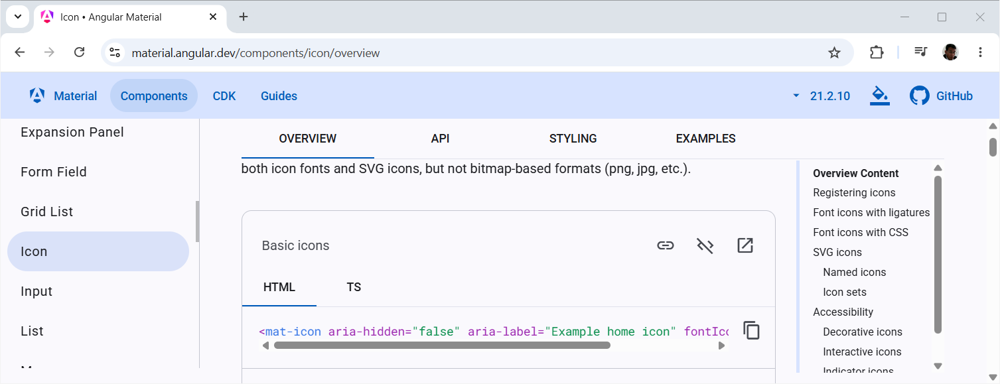 Icon • Angular Material
material.angular.dev/components/icon/overview
Material Components CDK Guides 21.2.10 GitHub
Expansion Panel
Form Field
Grid List
Icon
Input
List
OVERVIEW API STYLING EXAMPLES
both icon fonts and SVG icons, but not bitmap-based formats (png, jpg, etc.).
Basic icons
HTML TS
<mat-icon aria-hidden="false" aria-label="Example home icon" fontIc
Overview Content
Registering icons
Font icons with ligatures
Font icons with CSS
SVG icons
Named icons
Icon sets
Accessibility
Decorative icons
Interactive icons
Indicator icons